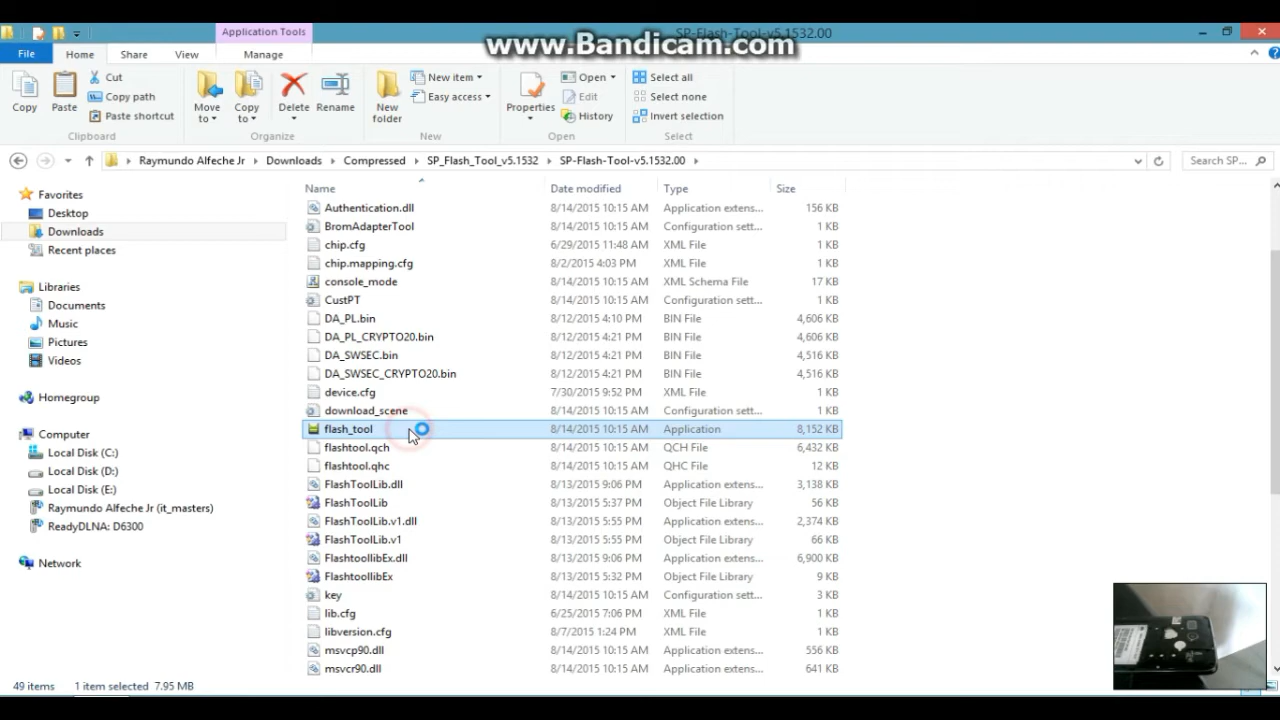 Application Tools
SP-Flash-Tool-v5.1532.00
www.Bandicam.com
File Home Share View Manage
Copy
Paste
Cut
Copy path
Paste shortcut
Clipboard
Move to
Copy to
Delete
Rename
Organize
New folder
New item
Easy access
New
Properties
Open
Edit
History
Open
Select all
Select none
Invert selection
Select
Raymundo Alfeche Jr Downloads Compressed SP_Flash_Tool_v5.1532 SP-Flash-Tool-v5.1532.00
Search SP...
Favorites
Desktop
Downloads
Recent places
Libraries
Documents
Music
Pictures
Videos
Homegroup
Computer
Local Disk (C:)
Local Disk (D:)
Local Disk (E:)
Raymundo Alfeche Jr (it_masters)
ReadyDLNA: D6300
Network
Name Date modified Type Size
Authentication.dll 8/14/2015 10:15 AM Application extens... 156 KB
BromAdapterTool 8/14/2015 10:15 AM Configuration sett... 1 KB
chip.cfg 6/29/2015 11:48 AM XML File 1 KB
chip.mapping.cfg 8/2/2015 4:03 PM XML File 1 KB
console_mode 8/14/2015 10:15 AM XML Schema File 17 KB
CustPT 8/14/2015 10:15 AM Configuration sett... 1 KB
DA_PL.bin 8/12/2015 4:10 PM BIN File 4,606 KB
DA_PL_CRYPTO20.bin 8/12/2015 4:21 PM BIN File 4,606 KB
DA_SWSEC.bin 8/12/2015 4:21 PM BIN File 4,516 KB
DA_SWSEC_CRYPTO20.bin 8/12/2015 4:21 PM BIN File 4,516 KB
device.cfg 7/30/2015 9:52 PM XML File 1 KB
download_scene 8/14/2015 10:15 AM Configuration sett... 1 KB
flash_tool 8/14/2015 10:15 AM Application 8,152 KB
flashtool.qch 8/14/2015 10:15 AM QCH File 6,432 KB
flashtool.qhc 8/14/2015 10:15 AM QHC File 12 KB
FlashToolLib.dll 8/13/2015 9:06 PM Application extens... 3,138 KB
FlashToolLib 8/13/2015 5:37 PM Object File Library 56 KB
FlashToolLib.v1.dll 8/13/2015 5:55 PM Application extens... 2,374 KB
FlashToolLib.v1 8/13/2015 5:55 PM Object File Library 66 KB
FlashtoollibEx.dll 8/13/2015 9:06 PM Application extens... 6,900 KB
FlashtoollibEx 8/13/2015 5:32 PM Object File Library 9 KB
key 8/14/2015 10:15 AM Configuration sett... 3 KB
lib.cfg 6/25/2015 7:06 PM XML File 1 KB
libversion.cfg 8/7/2015 1:24 PM XML File 1 KB
msvcp90.dll 8/14/2015 10:15 AM Application extens... 556 KB
msvcr90.dll 8/14/2015 10:15 AM Application extens... 641 KB
49 items 1 item selected 7.95 MB